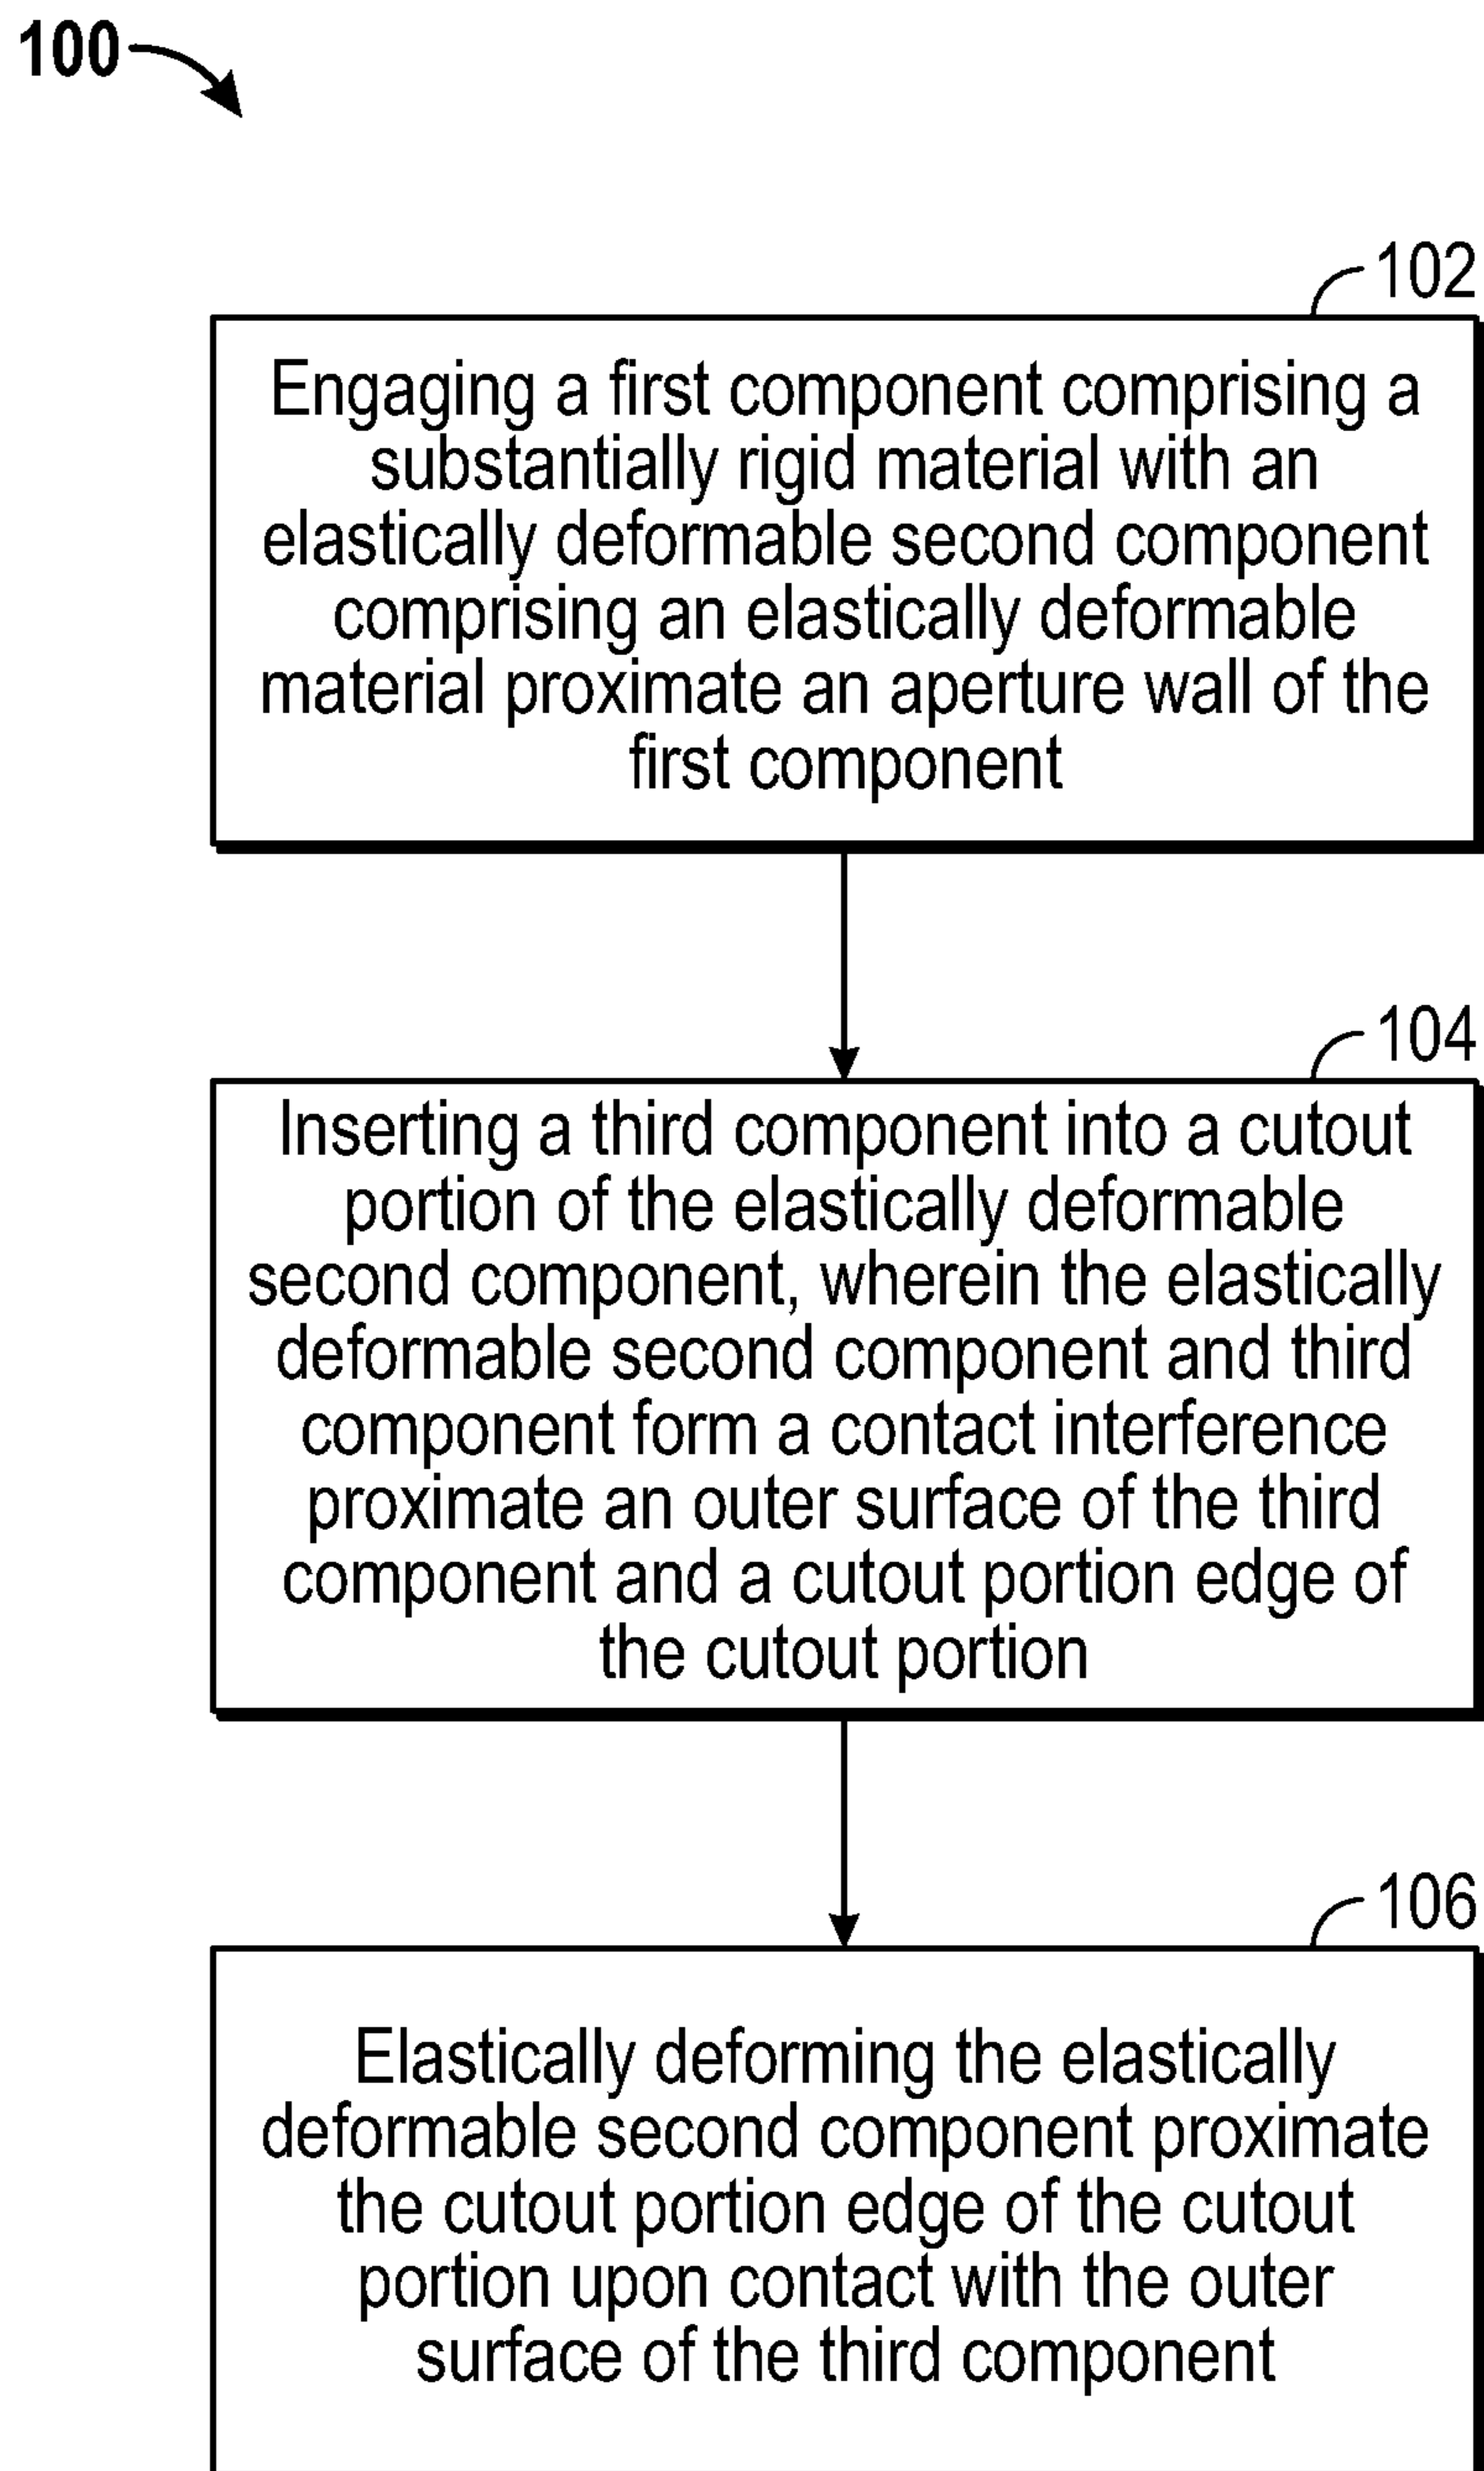 100
102
Engaging a first component comprising a
substantially rigid material with an
elastically deformable second component
comprising an elastically deformable
material proximate an aperture wall of the
first component
104
Inserting a third component into a cutout
portion of the elastically deformable
second component, wherein the elastically
deformable second component and third
component form a contact interference
proximate an outer surface of the third
component and a cutout portion edge of
the cutout portion
106
Elastically deforming the elastically
deformable second component proximate
the cutout portion edge of the cutout
portion upon contact with the outer
surface of the third component